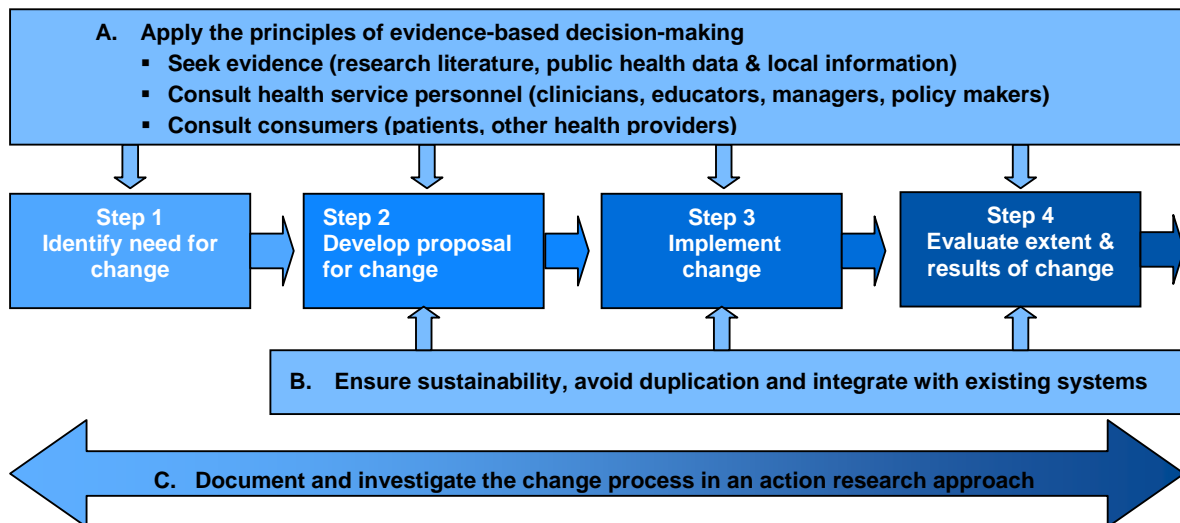 A. Apply the principles of evidence-based decision-making
▪ Seek evidence (research literature, public health data & local information)
▪ Consult health service personnel (clinicians, educators, managers, policy makers)
▪ Consult consumers (patients, other health providers)
Step 1
Identify need for
change
Step 2
Develop proposal
for change
Step 3
Implement
change
Step 4
Evaluate extent &
results of change
B. Ensure sustainability, avoid duplication and integrate with existing systems
C. Document and investigate the change process in an action research approach